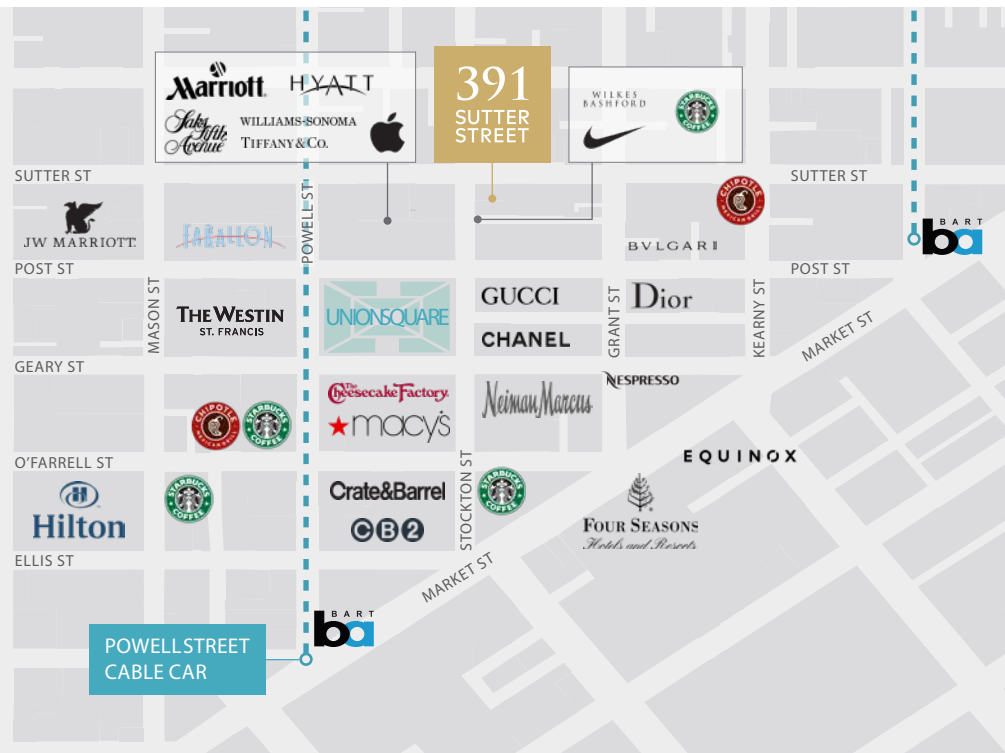 Marriott
HYATT
Saks
Fifth
Avenue
WILLIAMS-SONOMA
TIFFANY & CO.
391
SUTTER
STREET
WILKES
BASHFORD
STARBUCKS
COFFEE
SUTTER ST
SUTTER ST
JW MARRIOTT
FARALLON
POWELL ST
CHIPOTLE
MEXICAN GRILL
BVLGARI
BART
ba
POST ST
POST ST
MASON ST
THE WESTIN
ST. FRANCIS
UNIONSQUARE
GUCCI
CHANEL
GRANT ST
Dior
KEARNY ST
MARKET ST
GEARY ST
The
Cheesecake Factory
macy's
Neiman Marcus
NESPRESSO
CHIPOTLE
MEXICAN GRILL
STARBUCKS
COFFEE
O'FARRELL ST
Hilton
STARBUCKS
COFFEE
Crate&Barrel
CB2
STOCKTON ST
STARBUCKS
COFFEE
EQUINOX
FOUR SEASONS
Hotels and Resorts
ELLIS ST
MARKET ST
BART
ba
POWELLSTREET
CABLE CAR